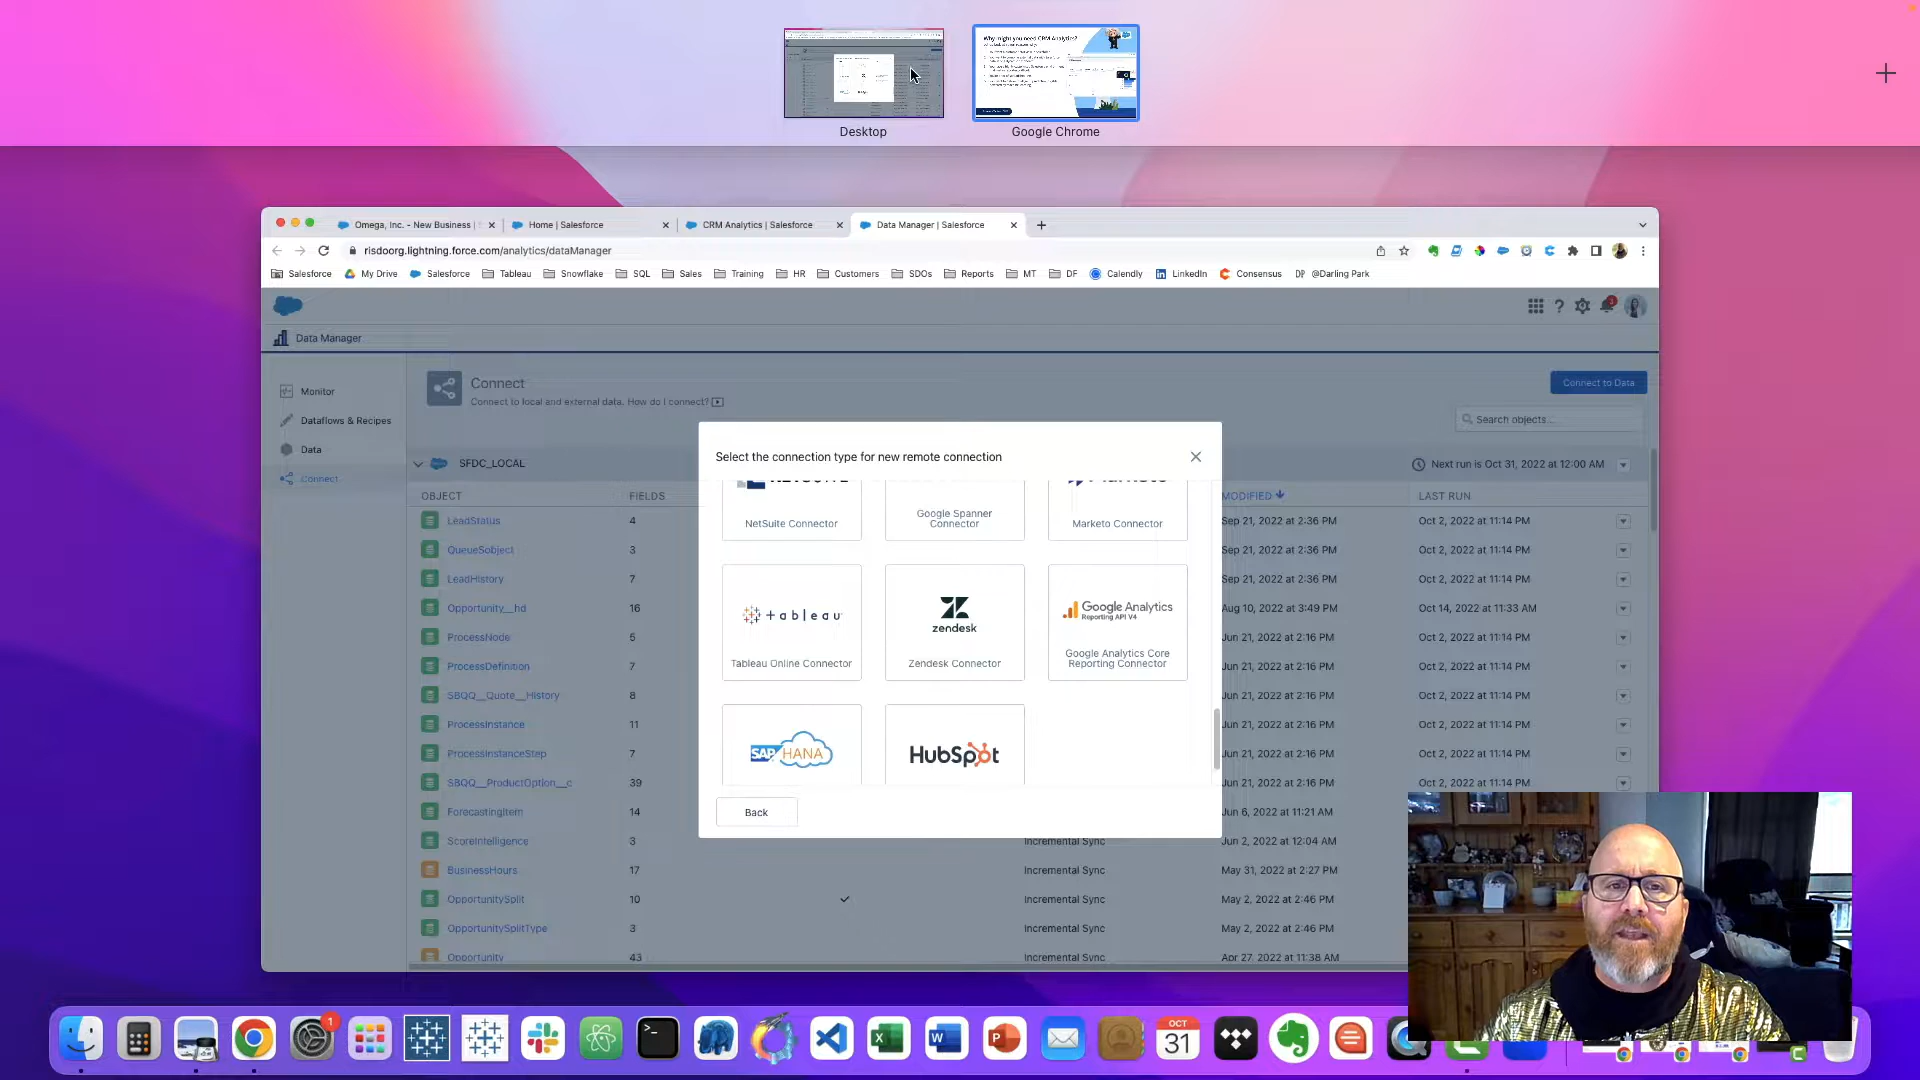 Why might you need CRM Analytics?
Desktop
Google Chrome
Omega, Inc. - New Business |
Home | Salesforce
CRM Analytics | Salesforce
Data Manager | Salesforce
risdoorg.lightning.force.com/analytics/dataManager
Salesforce
My Drive
Salesforce
Tableau
Snowflake
SQL
Sales
Training
HR
Customers
SDOs
Reports
MT
DF
Calendly
LinkedIn
Consensus
DP
@Darling Park
Data Manager
Monitor
Dataflows & Recipes
Data
Connect
Connect
Connect to local and external data. How do I connect?
Connect to Data
Search objects...
SFDC_LOCAL
Next run is Oct 31, 2022 at 12:00 AM
OBJECT
FIELDS
MODIFIED
LAST RUN
LeadStatus 4 Sep 21, 2022 at 2:36 PM Oct 2, 2022 at 11:14 PM
QueueSobject 3 Sep 21, 2022 at 2:36 PM Oct 2, 2022 at 11:14 PM
LeadHistory 7 Sep 21, 2022 at 2:36 PM Oct 2, 2022 at 11:14 PM
Opportunity__hd 16 Aug 10, 2022 at 3:49 PM Oct 14, 2022 at 11:33 AM
ProcessNode 5 Jun 21, 2022 at 2:16 PM Oct 2, 2022 at 11:14 PM
ProcessDefinition 7 Jun 21, 2022 at 2:16 PM Oct 2, 2022 at 11:14 PM
SBQQ__Quote__History 8 Jun 21, 2022 at 2:16 PM Oct 2, 2022 at 11:14 PM
ProcessInstance 11 Jun 21, 2022 at 2:16 PM Oct 2, 2022 at 11:14 PM
ProcessInstanceStep 7 Jun 21, 2022 at 2:16 PM Oct 2, 2022 at 11:14 PM
SBQQ__ProductOption__c 39 Jun 21, 2022 at 2:16 PM Oct 2, 2022 at 11:14 PM
ForecastingItem 14 Jun 6, 2022 at 11:21 AM
ScoreIntelligence 3 Incremental Sync Jun 2, 2022 at 12:04 AM
BusinessHours 17 Incremental Sync May 31, 2022 at 2:27 PM
OpportunitySplit 10 Incremental Sync May 2, 2022 at 2:46 PM
OpportunitySplitType 3 Incremental Sync May 2, 2022 at 2:46 PM
Opportunity 43 Incremental Sync Apr 27, 2022 at 11:38 AM
Select the connection type for new remote connection
NetSuite Connector
Google Spanner
Connector
Marketo Connector
tableau
Tableau Online Connector
zendesk
Zendesk Connector
Google Analytics
Reporting API V4
Google Analytics Core
Reporting Connector
SAP HANA
HubSpot
Back
1
OCT
31